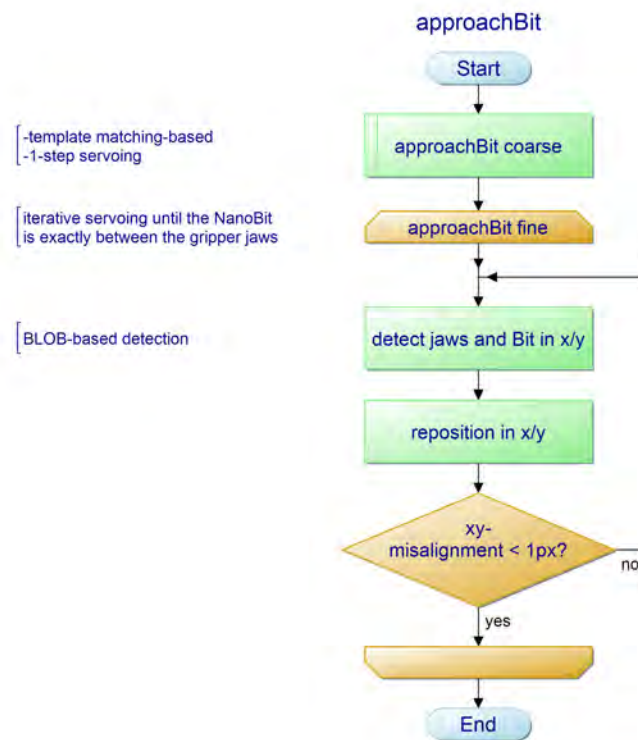 approachBit
Start
-template matching-based
-1-step servoing
approachBit coarse
iterative servoing until the NanoBit
is exactly between the gripper jaws
approachBit fine
BLOB-based detection
detect jaws and Bit in x/y
reposition in x/y
xy-
misalignment < 1px?
no
yes
End